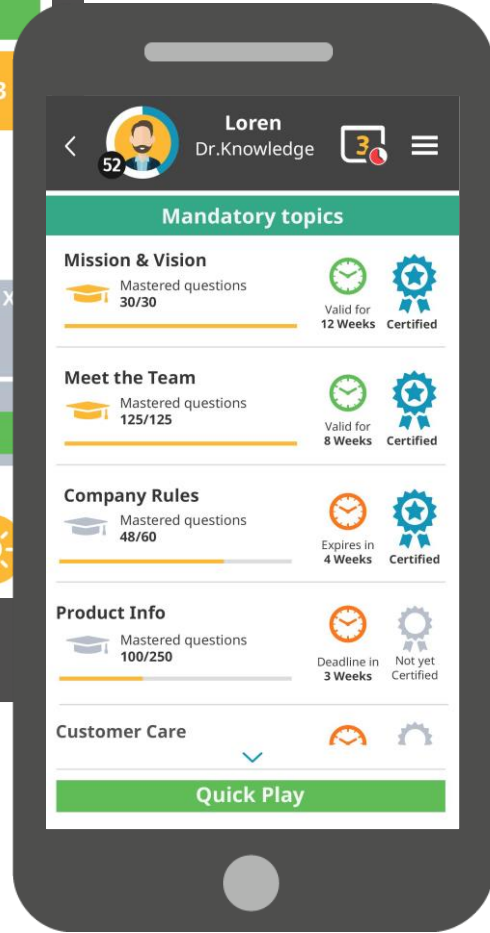 3
X
Loren
Dr.Knowledge
52
3
Mandatory topics
Mission & Vision
Mastered questions
30/30
Valid for
12 Weeks
Certified
Meet the Team
Mastered questions
125/125
Valid for
8 Weeks
Certified
Company Rules
Mastered questions
48/60
Expires in
4 Weeks
Certified
Product Info
Mastered questions
100/250
Deadline in
3 Weeks
Not yet
Certified
Customer Care
Quick Play